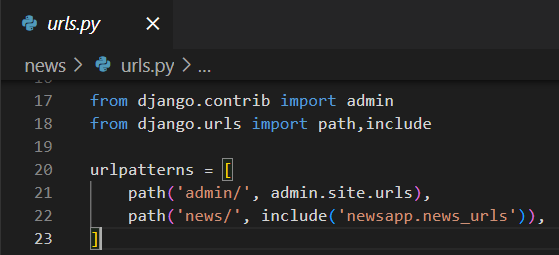 urls.py
news > urls.py > ...
17 from django.contrib import admin
18 from django.urls import path,include
19
20 urlpatterns = [
21 path('admin/', admin.site.urls),
22 path('news/', include('newsapp.news_urls')),
23 ]